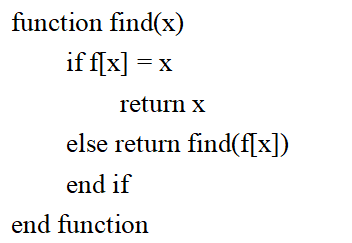 function find(x)
if f[x] = x
return x
else return find(f[x])
end if
end function